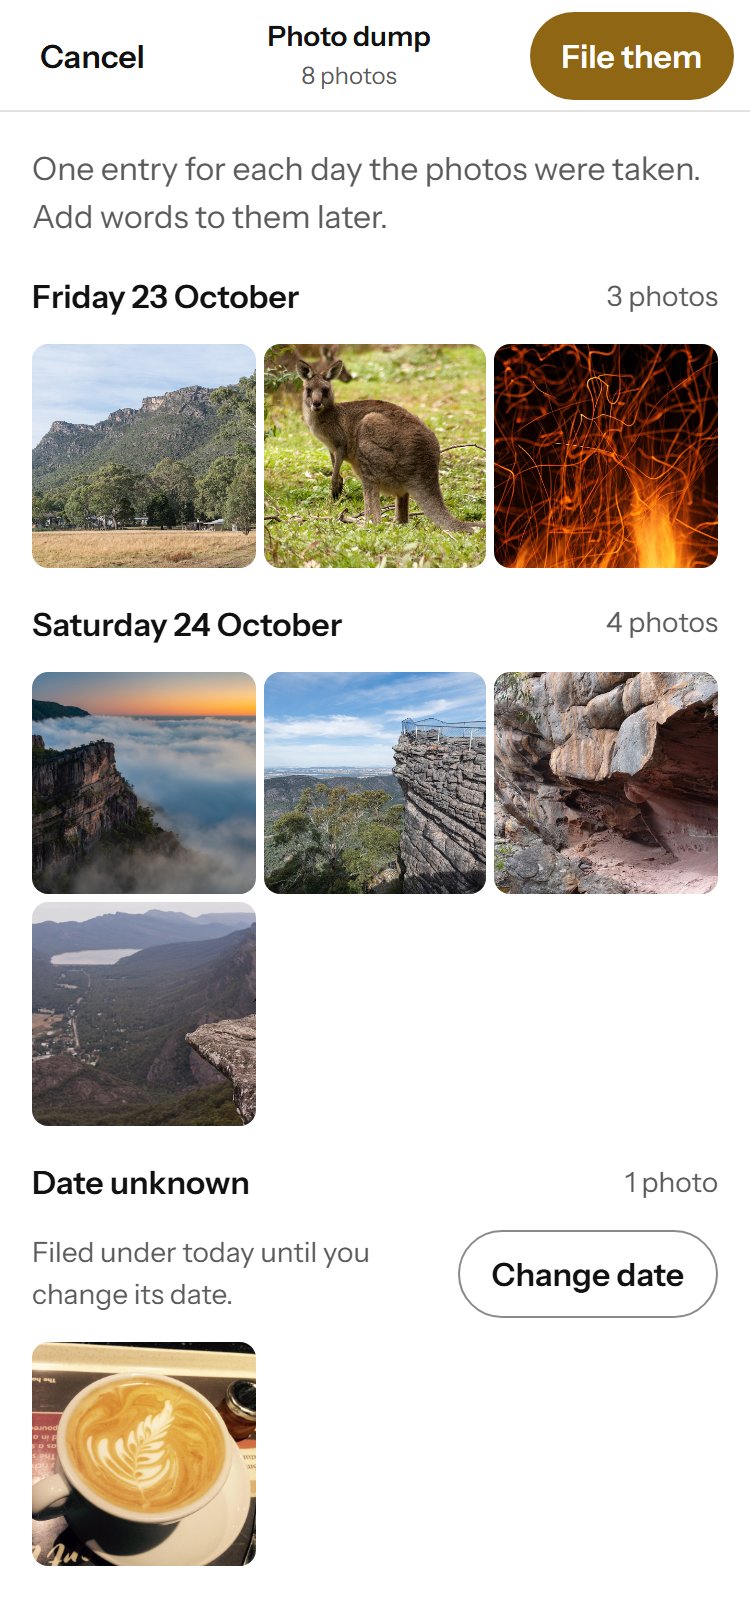 Cancel
Photo dump
8 photos
File them
One entry for each day the photos were taken.
Add words to them later.
Friday 23 October
3 photos
Saturday 24 October
4 photos
Date unknown
1 photo
Filed under today until you
change its date.
Change date